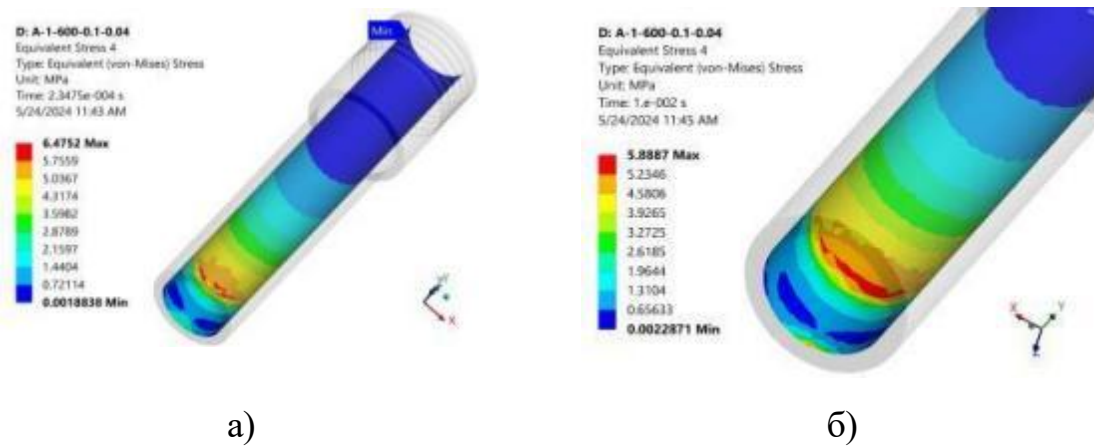 D: A-1-600-0.1-0.04
Equivalent Stress 4
Type: Equivalent (von-Mises) Stress
Unit: MPa
Time: 2.3475e-004 s
5/24/2024 11:43 AM
6.4752 Max
5.7559
5.0367
4.3174
3.5982
2.8789
2.1597
1.4404
0.72114
0.0018838 Min
Min
X
D: A-1-600-0.1-0.04
Equivalent Stress 4
Type: Equivalent (von-Mises) Stress
Unit: MPa
Time: 1.e-002 s
5/24/2024 11:45 AM
5.8887 Max
5.2346
4.5806
3.9265
3.2725
2.6185
1.9644
1.3104
0.65633
0.0022871 Min
X
Y
Z
а)
б)